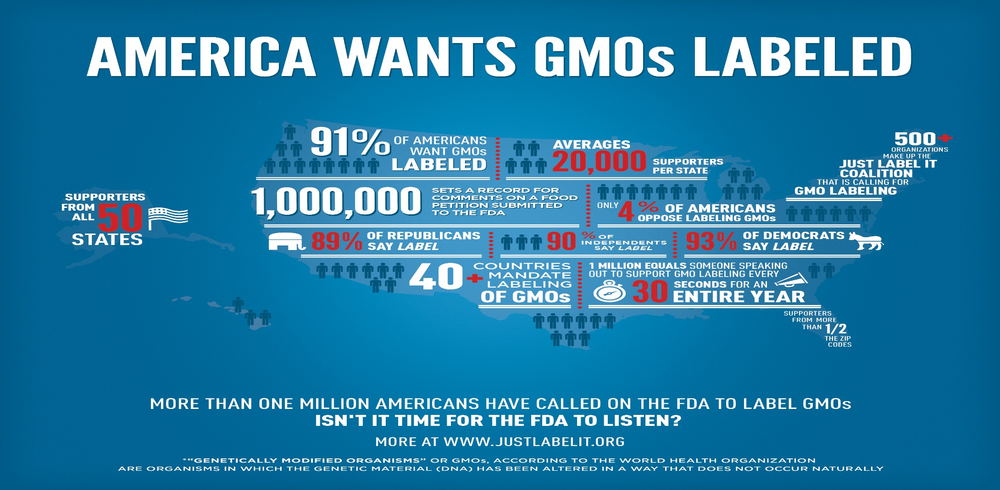 AMERICA WANTS GMOs LABELED
91% OF AMERICANS
WANT GMOs
LABELED
AVERAGES
20,000 SUPPORTERS
PER STATE
500+
ORGANIZATIONS
MAKE UP THE
JUST LABEL IT
COALITION
THAT IS CALLING FOR
GMO LABELING
SUPPORTERS
FROM
ALL 50
STATES
1,000,000 SETS A RECORD FOR
COMMENTS ON A FOOD
PETITION SUBMITTED
TO THE FDA
ONLY 4% OF AMERICANS
OPPOSE LABELING GMOs
89% OF REPUBLICANS
SAY LABEL
90% OF
INDEPENDENTS
SAY LABEL
93% OF DEMOCRATS
SAY LABEL
40+ COUNTRIES
MANDATE
LABELING
OF GMOs
1 MILLION EQUALS SOMEONE SPEAKING
OUT TO SUPPORT GMO LABELING EVERY
30 SECONDS FOR AN
ENTIRE YEAR
SUPPORTERS
FROM MORE
THAN 1/2
THE ZIP
CODES
MORE THAN ONE MILLION AMERICANS HAVE CALLED ON THE FDA TO LABEL GMOs
ISN'T IT TIME FOR THE FDA TO LISTEN?
MORE AT WWW.JUSTLABELIT.ORG
*“GENETICALLY MODIFIED ORGANISMS” OR GMOs, ACCORDING TO THE WORLD HEALTH ORGANIZATION
ARE ORGANISMS IN WHICH THE GENETIC MATERIAL (DNA) HAS BEEN ALTERED IN A WAY THAT DOES NOT OCCUR NATURALLY